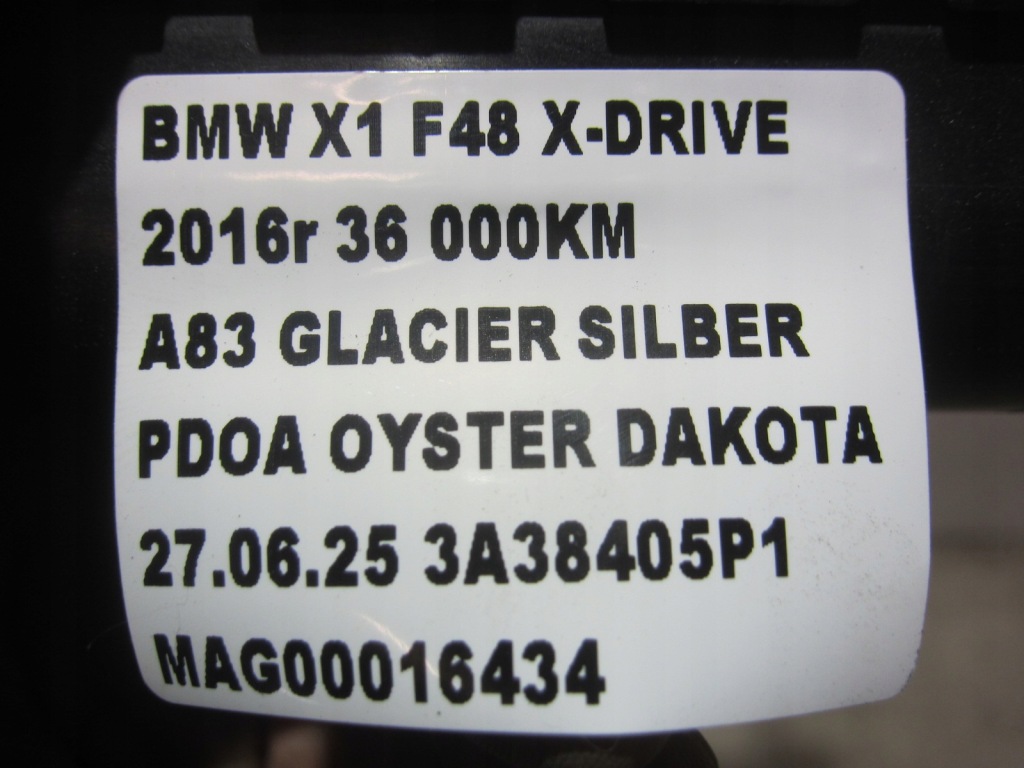 BMW X1 F48 X-DRIVE
2016r 36 000KM
A83 GLACIER SILBER
PDOA OYSTER DAKOTA
27.06.25 3A38405P1
MAG00016434